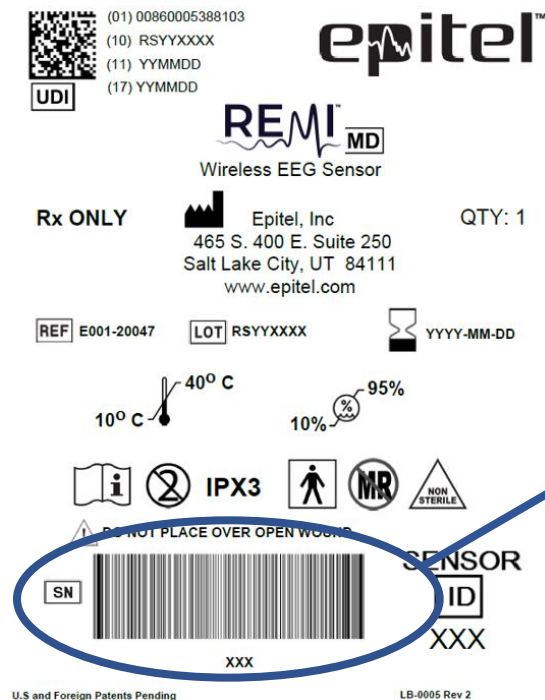 (01) 00860005388103
(10) RSYYXXXX
(11) YYMMDD
(17) YYMMDD
UDI
epitel™
REMI™ MD
Wireless EEG Sensor
Rx ONLY
Epitel, Inc
QTY: 1
465 S. 400 E. Suite 250
Salt Lake City, UT 84111
www.epitel.com
REF E001-20047
LOT RSYYXXXX
YYYY-MM-DD
40º C
10º C
95%
%
10%
i
2
IPX3
MR
NON
STERILE
! DO NOT PLACE OVER OPEN WOUND
SENSOR
SN
ID
XXX
XXX
U.S and Foreign Patents Pending
LB-0005 Rev 2